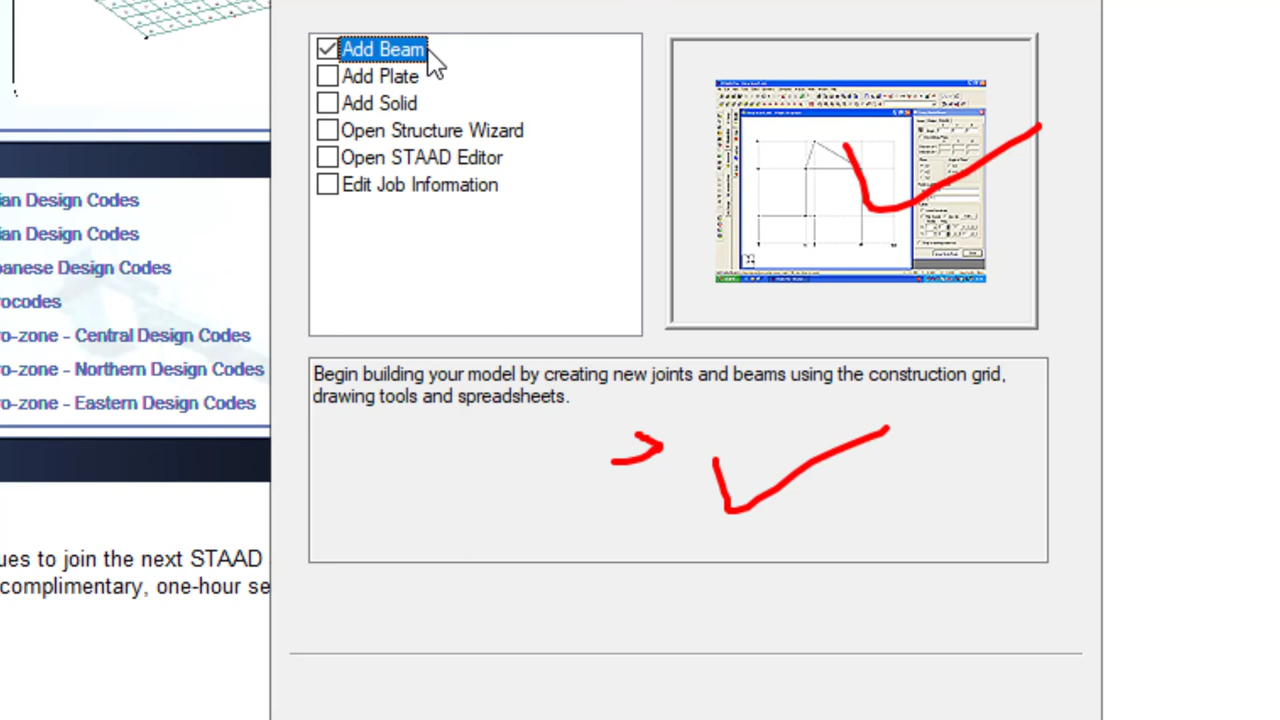 Add Beam
Add Plate
Add Solid
Open Structure Wizard
Open STAAD Editor
Edit Job Information
ian Design Codes
ian Design Codes
panese Design Codes
rocodes
ro-zone - Central Design Codes
ro-zone - Northern Design Codes
ro-zone - Eastern Design Codes
Begin building your model by creating new joints and beams using the construction grid,
drawing tools and spreadsheets.
ues to join the next STAAD
complimentary, one-hour se